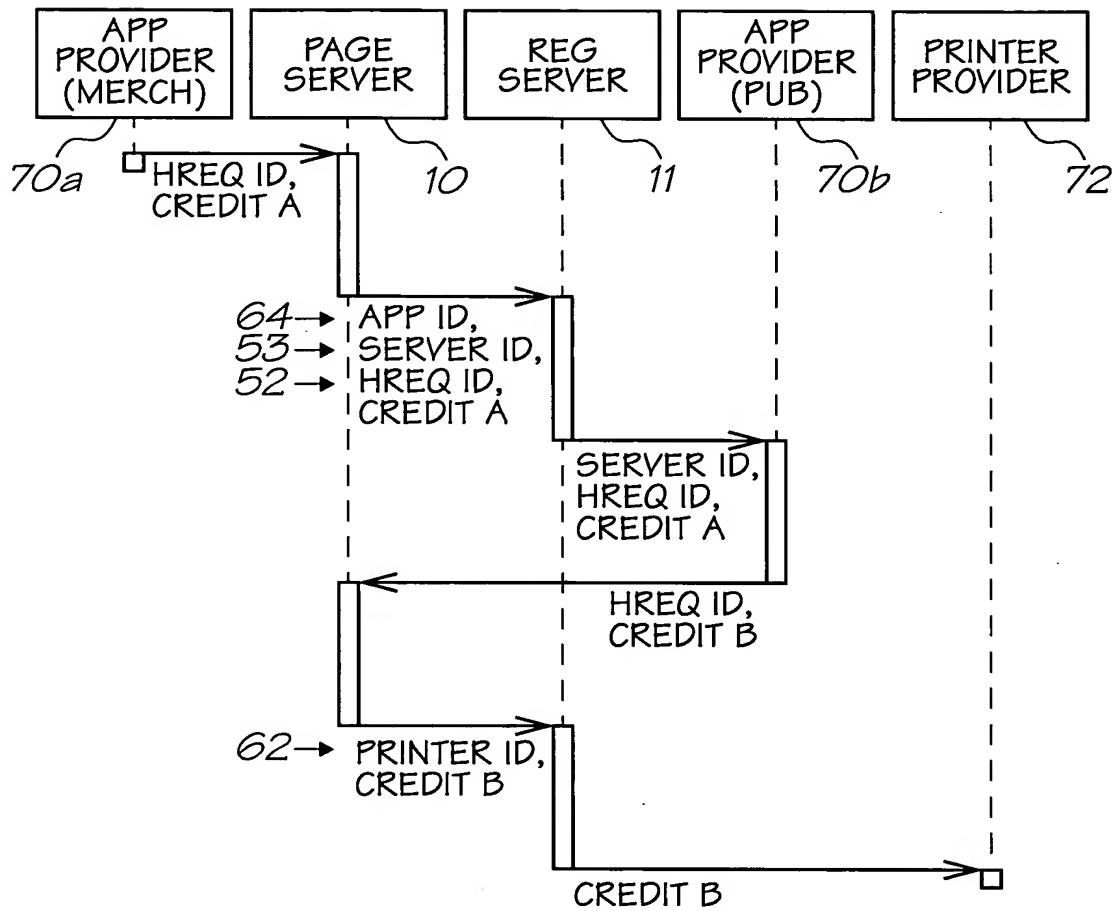 APP PROVIDER (MERCH)
PAGE SERVER
REG SERVER
APP PROVIDER (PUB)
PRINTER PROVIDER
70a
10
11
70b
72
HREQ ID,
CREDIT A
64
APP ID,
53
SERVER ID,
52
HREQ ID,
CREDIT A
SERVER ID,
HREQ ID,
CREDIT A
HREQ ID,
CREDIT B
62
PRINTER ID,
CREDIT B
CREDIT B